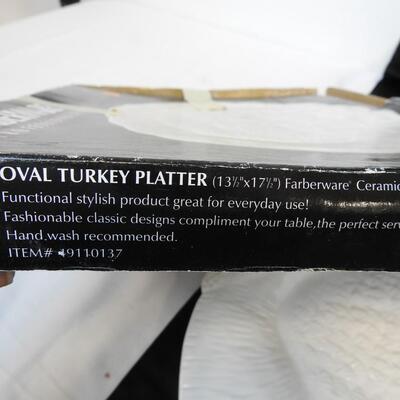 OVAL TURKEY PLATTER (13½"x17½") Farberware® Ceramic
Functional stylish product great for everyday use!
Fashionable classic designs compliment your table, the perfect serv
Hand wash recommended.
ITEM# 49110137